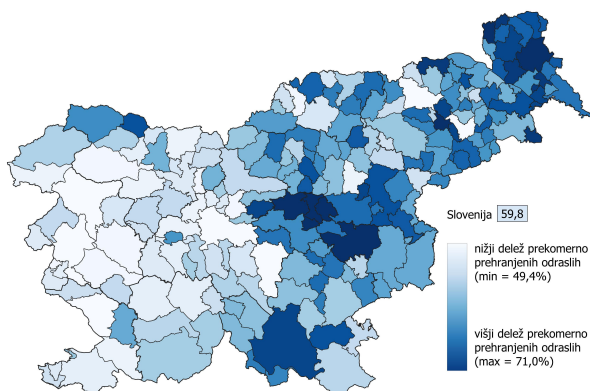 Slovenija 59,8
nižji delež prekomerno
prehranjenih odraslih
(min = 49,4%)
višji delež prekomerno
prehranjenih odraslih
(max = 71,0%)